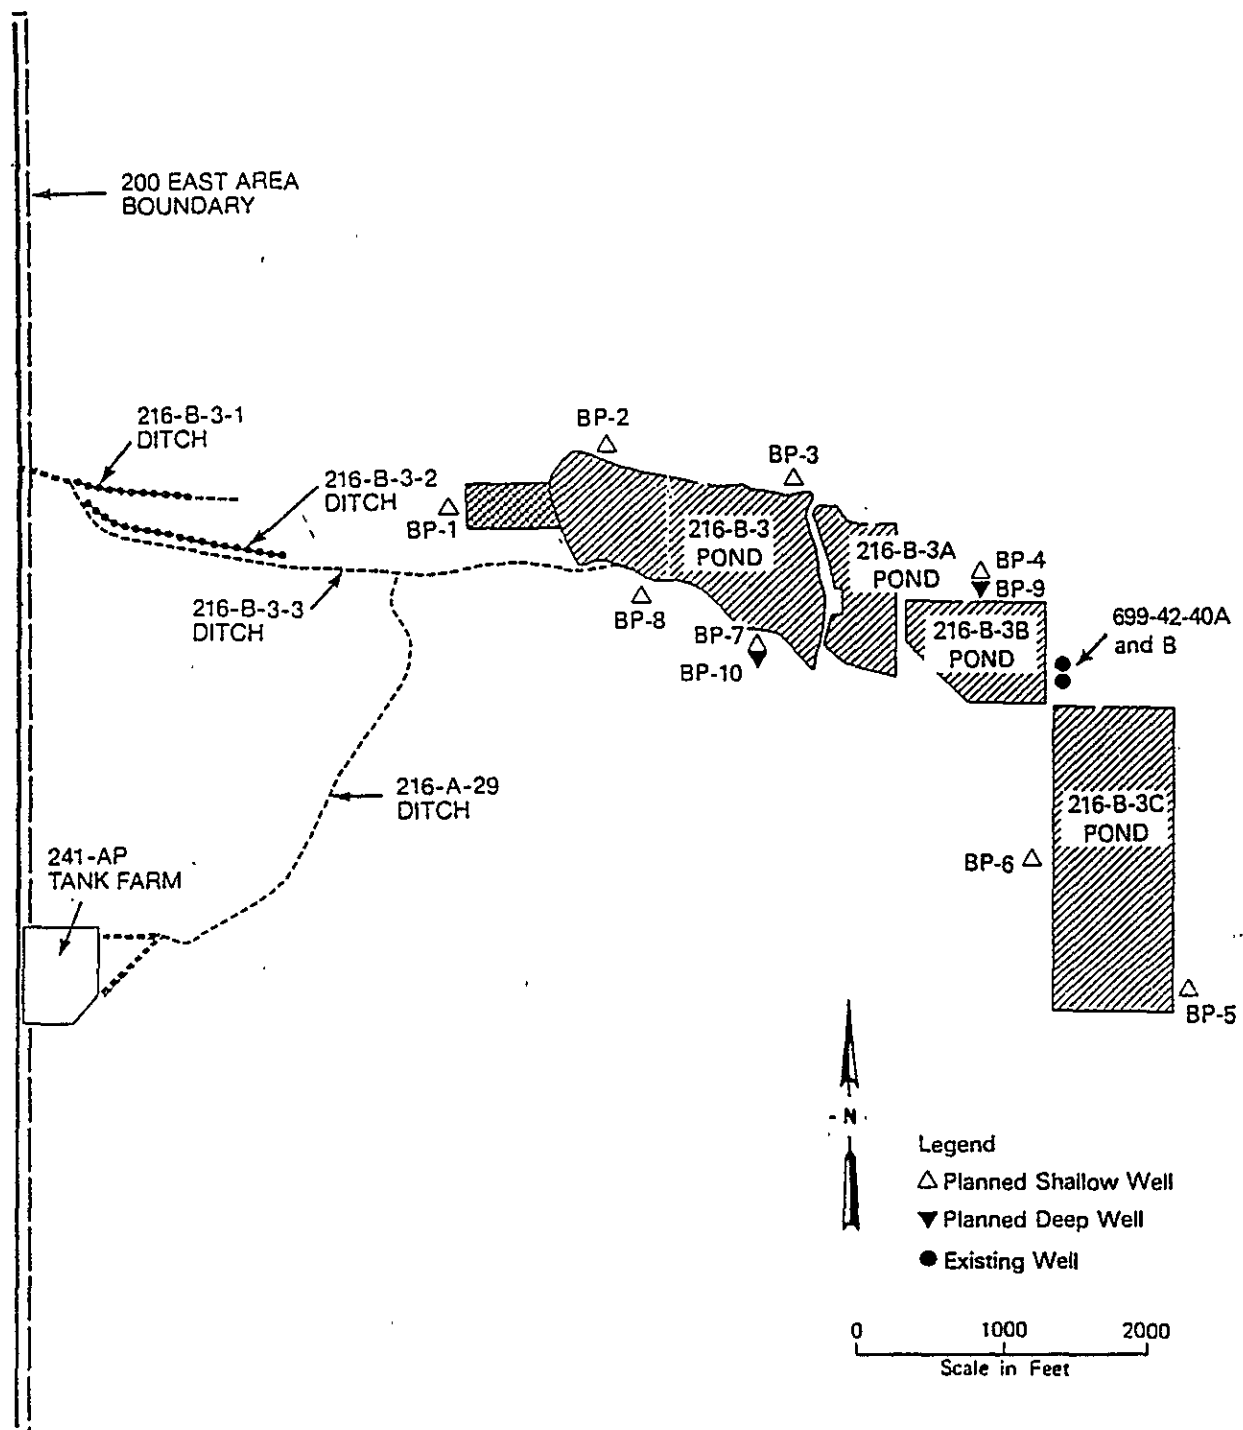 200 EAST AREA
BOUNDARY
216-B-3-1
DITCH
216-B-3-2
DITCH
BP-1
BP-2
BP-3
216-B-3
POND
216-B-3A
POND
BP-4
BP-9
216-B-3-3
DITCH
BP-8
BP-7
BP-10
216-B-3B
POND
699-42-40A
and B
216-A-29
DITCH
216-B-3C
POND
241-AP
TANK FARM
BP-6
BP-5
N
Legend
Planned Shallow Well
Planned Deep Well
Existing Well
0 1000 2000
Scale in Feet